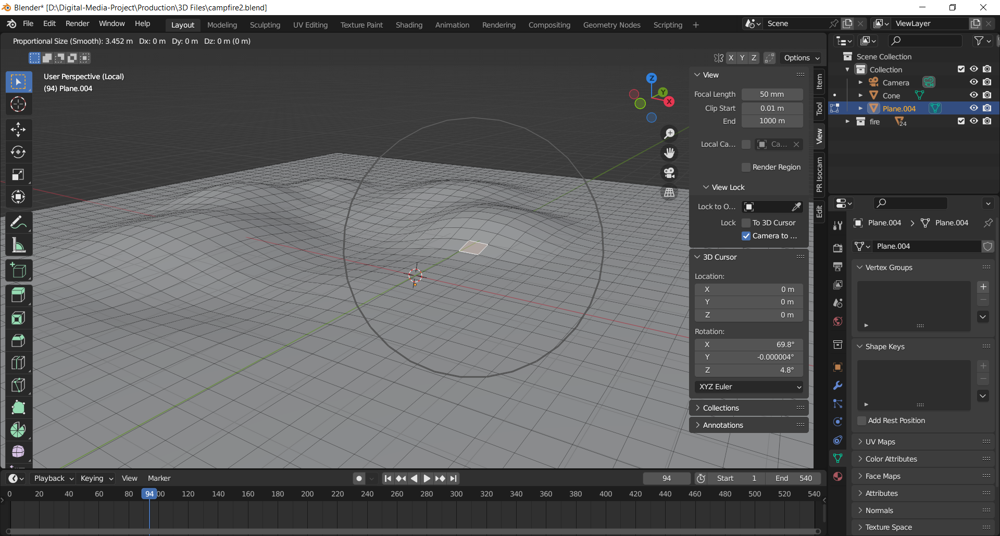 Blender* [D:\Digital-Media-Project\Production\3D Files\campfire2.blend]
File Edit Render Window Help Layout Modeling Sculpting UV Editing Texture Paint Shading Animation Rendering Compositing Geometry Nodes Scripting + Scene ViewLayer
Proportional Size (Smooth): 3.452 m Dx: 0 m Dy: 0 m Dz: 0 m (0 m)
X Y Z Options
User Perspective (Local)
(94) Plane.004
Z
Y
X
View
Focal Length 50 mm
Clip Start 0.01 m
End 1000 m
Local Ca... Ca...
Render Region
View Lock
Lock to O...
Lock To 3D Cursor
Camera to ...
3D Cursor
Location:
X 0 m
Y 0 m
Z 0 m
Rotation:
X 69.8°
Y -0.000004°
Z 4.8°
XYZ Euler
Collections
Annotations
Item
Tool
View
PR Isocam
Edit
Scene Collection
Collection
Camera
Cone
Plane.004
fire 24
Plane.004 > Plane.004
Plane.004
Vertex Groups
Shape Keys
Add Rest Position
UV Maps
Color Attributes
Face Maps
Attributes
Normals
Texture Space
Playback Keying View Marker 94 Start 1 End 540
0 20 40 60 80 94 00 120 140 160 180 200 220 240 260 280 300 320 340 360 380 400 420 440 460 480 500 520 540